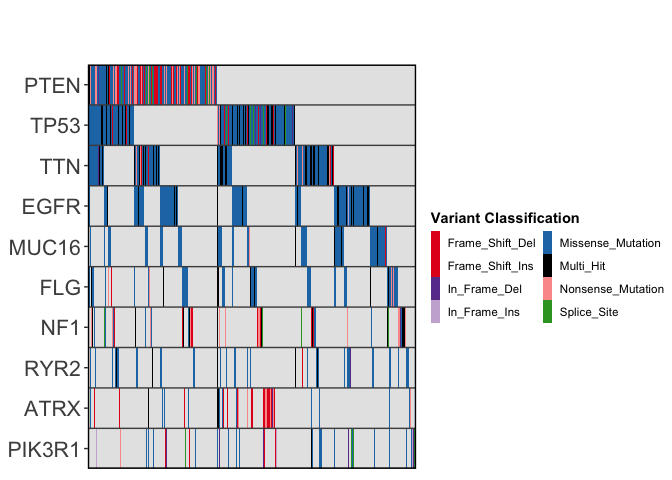 PTEN
TP53
TTN
EGFR
MUC16
FLG
NF1
RYR2
ATRX
PIK3R1
Variant Classification
Frame_Shift_Del
Frame_Shift_Ins
In_Frame_Del
In_Frame_Ins
Missense_Mutation
Multi_Hit
Nonsense_Mutation
Splice_Site